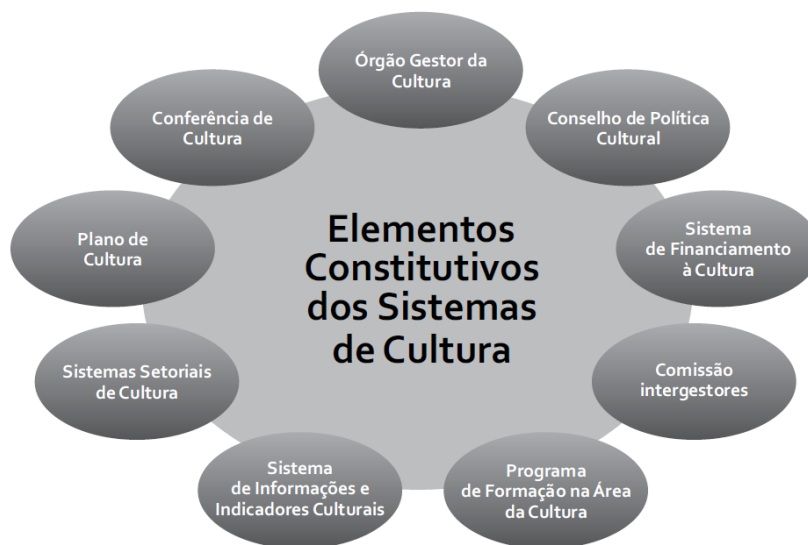 Órgão Gestor da
Cultura
Conselho de Política
Cultural
Sistema
de Financiamento
à Cultura
Comissão
intergestores
Programa
de Formação na Área
da Cultura
Sistema
de Informações e
Indicadores Culturais
Sistemas Setoriais
de Cultura
Plano de
Cultura
Conferência de
Cultura
Elementos
Constitutivos
dos Sistemas
de Cultura